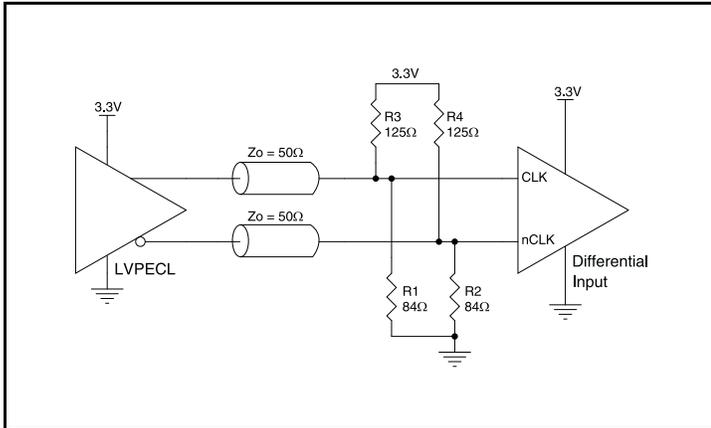 3.3V
3.3V
3.3V
R3
125Ω
R4
125Ω
Zo = 50Ω
CLK
Zo = 50Ω
nCLK
LVPECL
Differential
Input
R1
84Ω
R2
84Ω